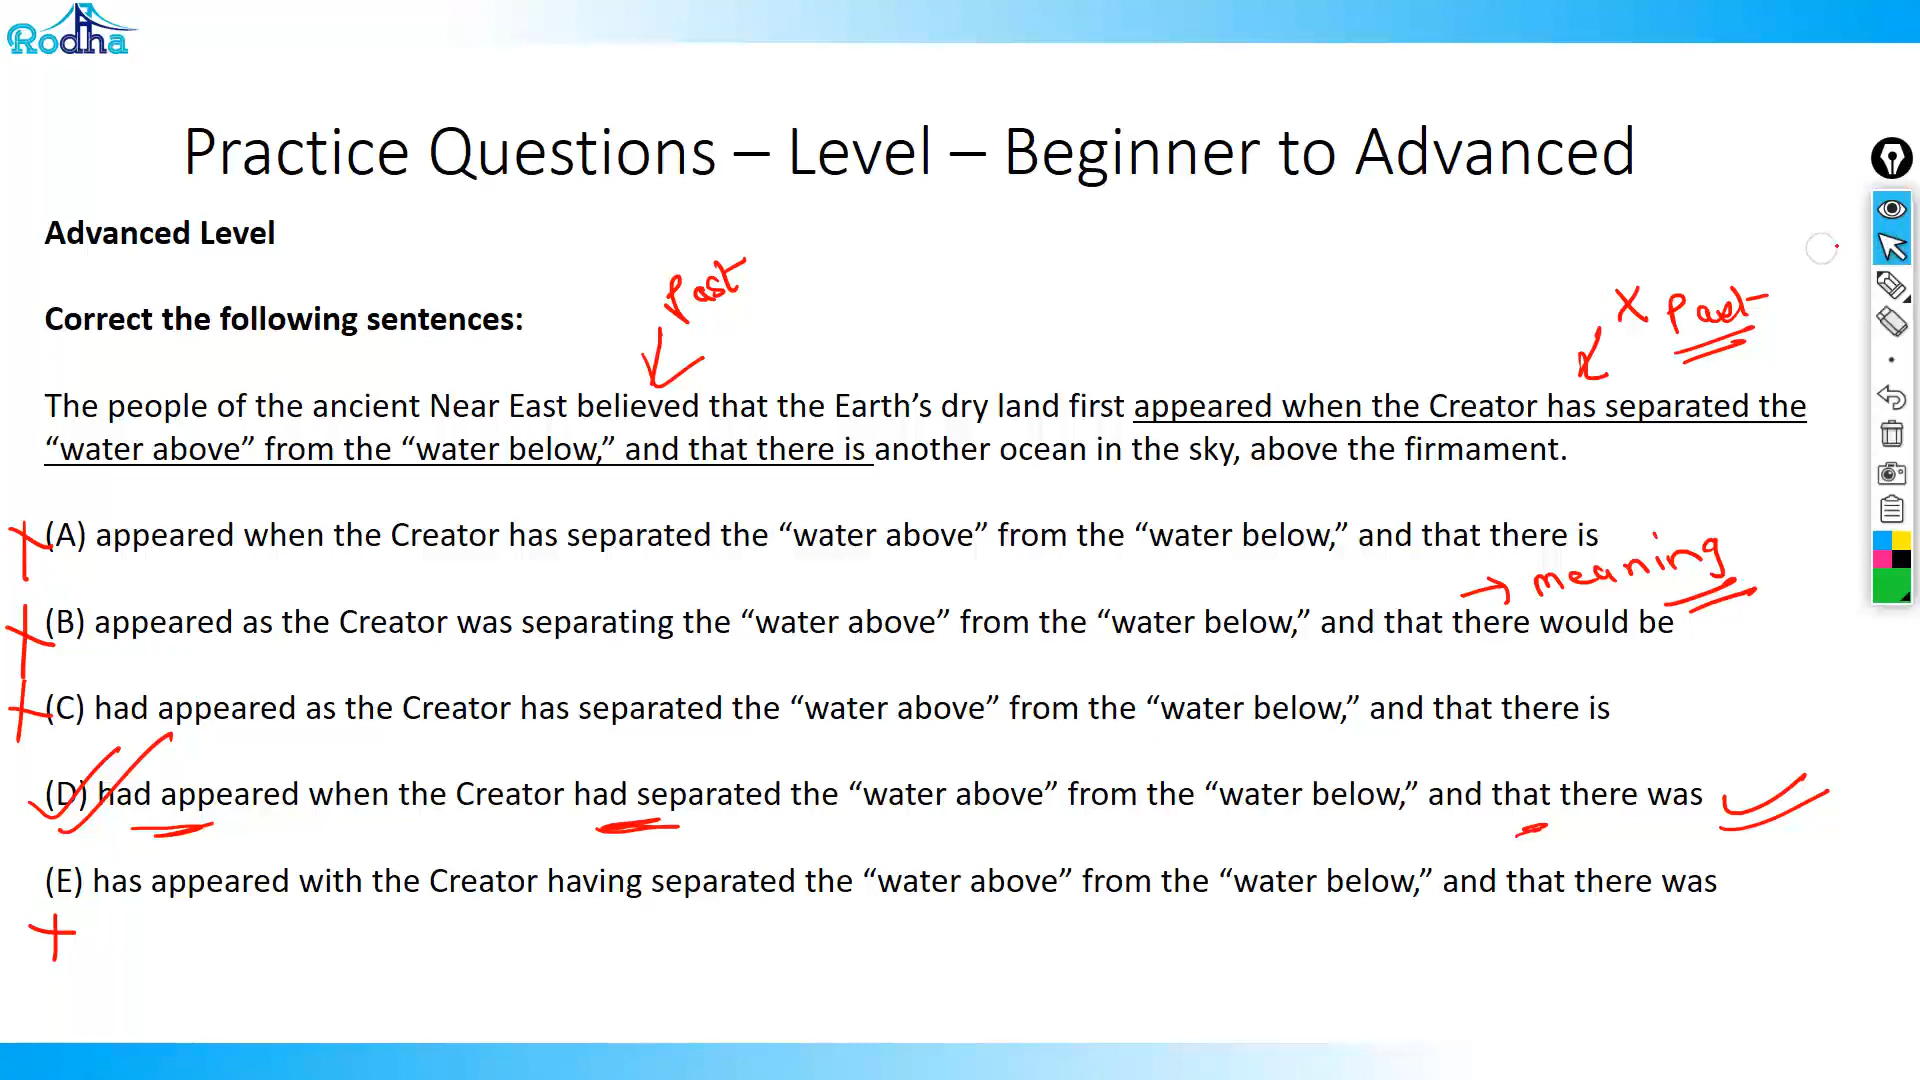 Rodha
Practice Questions – Level – Beginner to Advanced
Advanced Level
Past
X Past
Correct the following sentences:
The people of the ancient Near East believed that the Earth’s dry land first appeared when the Creator has separated the
“water above” from the “water below,” and that there is another ocean in the sky, above the firmament.
(A) appeared when the Creator has separated the “water above” from the “water below,” and that there is
→ meaning
(B) appeared as the Creator was separating the “water above” from the “water below,” and that there would be
(C) had appeared as the Creator has separated the “water above” from the “water below,” and that there is
(D) had appeared when the Creator had separated the “water above” from the “water below,” and that there was
(E) has appeared with the Creator having separated the “water above” from the “water below,” and that there was